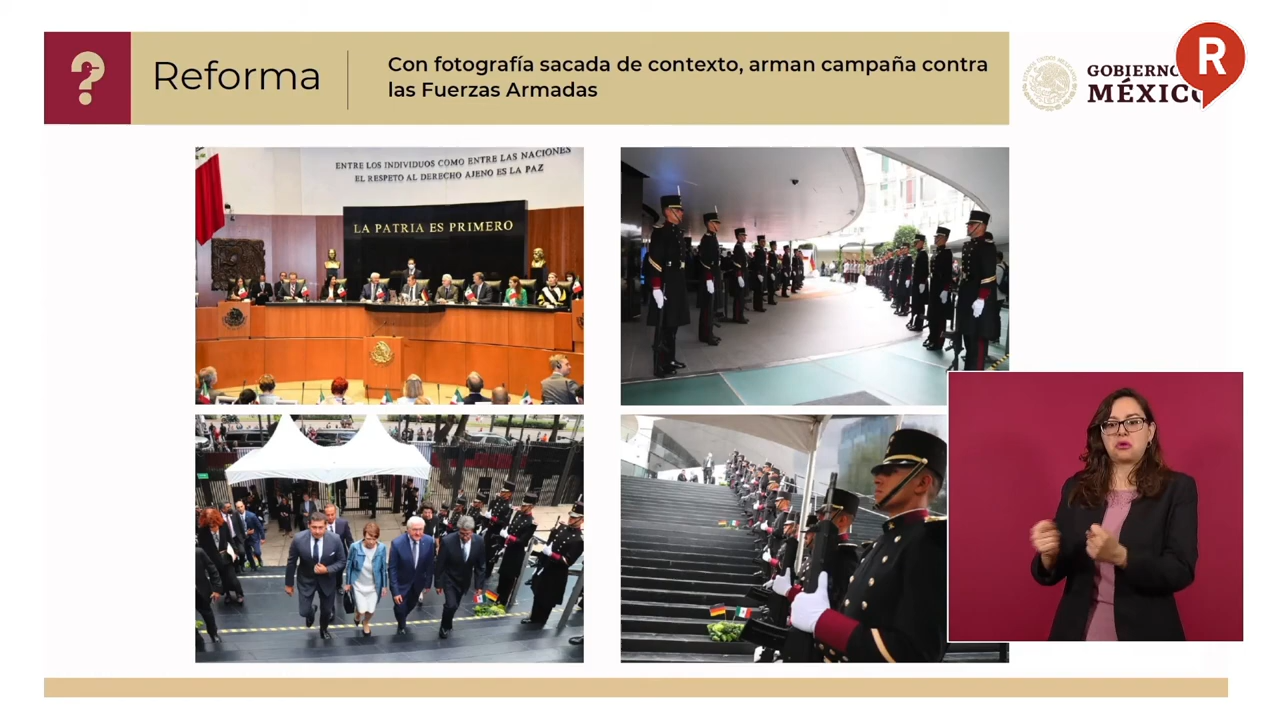 Reforma
Con fotografía sacada de contexto, arman campaña contra
las Fuerzas Armadas
GOBIERNO
MÉXICO
R
ENTRE LOS INDIVIDUOS COMO ENTRE LAS NACIONES
EL RESPETO AL DERECHO AJENO ES LA PAZ
LA PATRIA ES PRIMERO